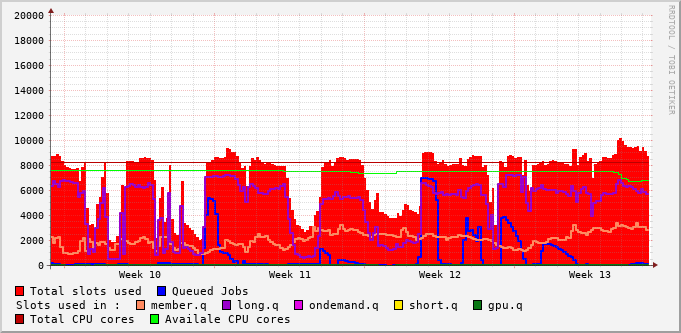 20000
18000
16000
14000
12000
10000
8000
6000
4000
2000
0
Week 10 Week 11 Week 12 Week 13
Total slots used Queued Jobs
Slots used in : member.q long.q ondemand.q short.q gpu.q
Total CPU cores Availale CPU cores
RRDTOOL / TOBI OETIKER